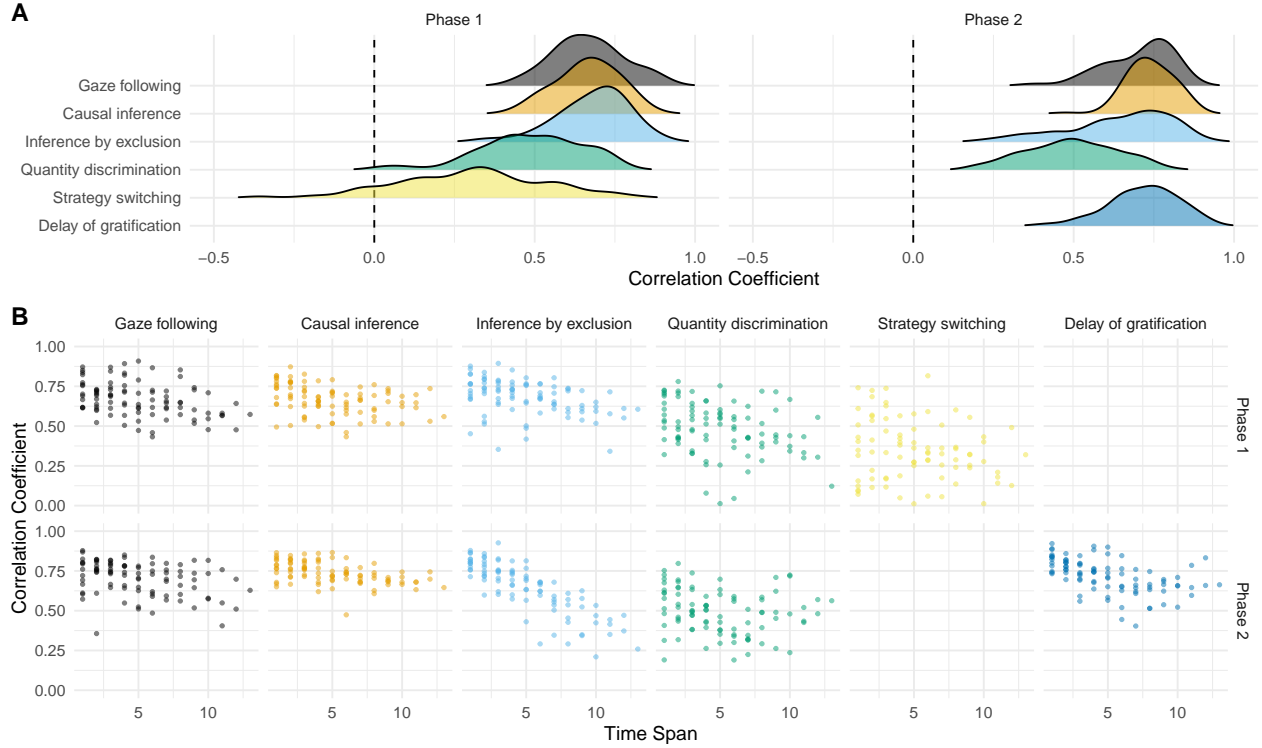 A
Phase 1
Phase 2
Gaze following
Causal inference
Inference by exclusion
Quantity discrimination
Strategy switching
Delay of gratification
−0.5
0.0
0.5
1.0
−0.5
0.0
0.5
1.0
Correlation Coefficient
B
Gaze following
Causal inference
Inference by exclusion
Quantity discrimination
Strategy switching
Delay of gratification
1.00
0.75
0.50
0.25
0.00
Phase 1
1.00
0.75
0.50
0.25
0.00
Phase 2
Correlation Coefficient
5
10
5
10
5
10
5
10
5
10
5
10
Time Span